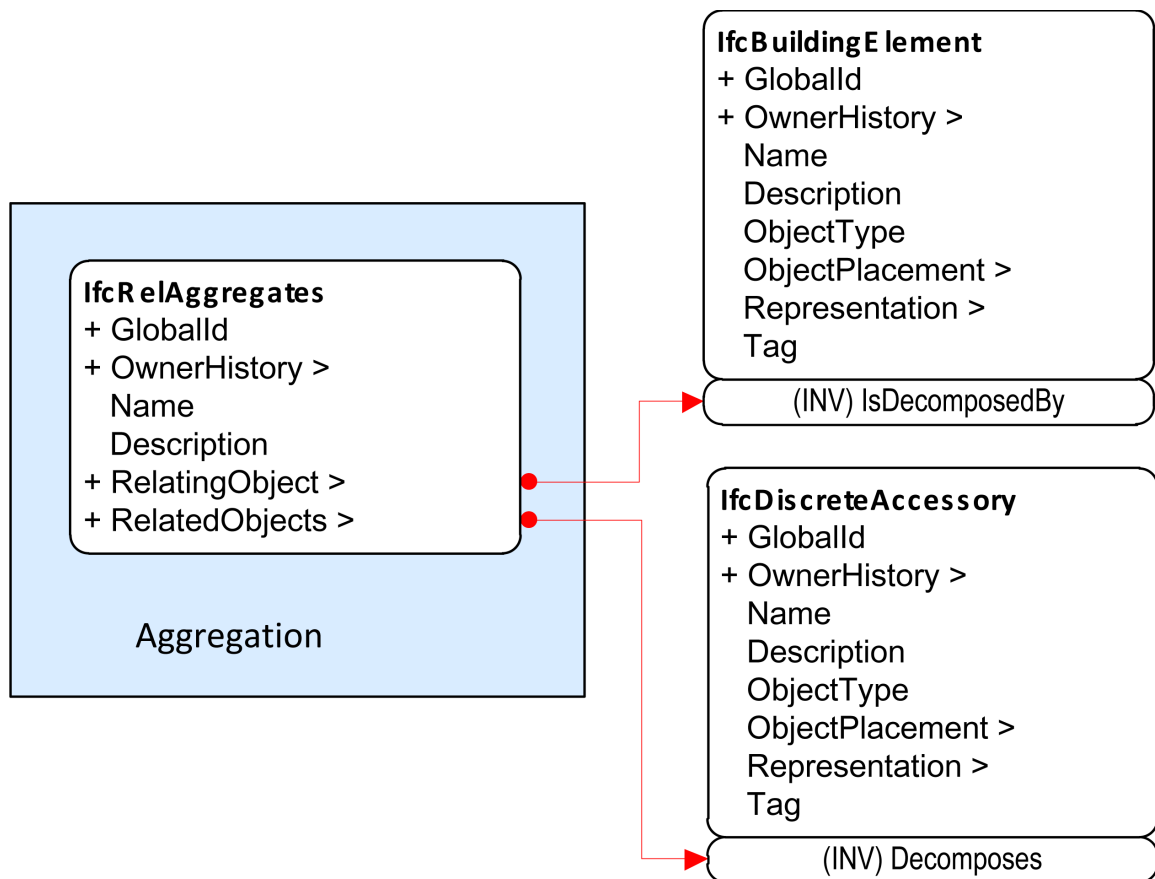 IfcBuildingElement
+ GlobalId
+ OwnerHistory >
Name
Description
ObjectType
ObjectPlacement >
Representation >
Tag
(INV) IsDecomposedBy
IfcRelAggregates
+ GlobalId
+ OwnerHistory >
Name
Description
+ RelatingObject >
+ RelatedObjects >
Aggregation
IfcDiscreteAccessory
+ GlobalId
+ OwnerHistory >
Name
Description
ObjectType
ObjectPlacement >
Representation >
Tag
(INV) Decomposes